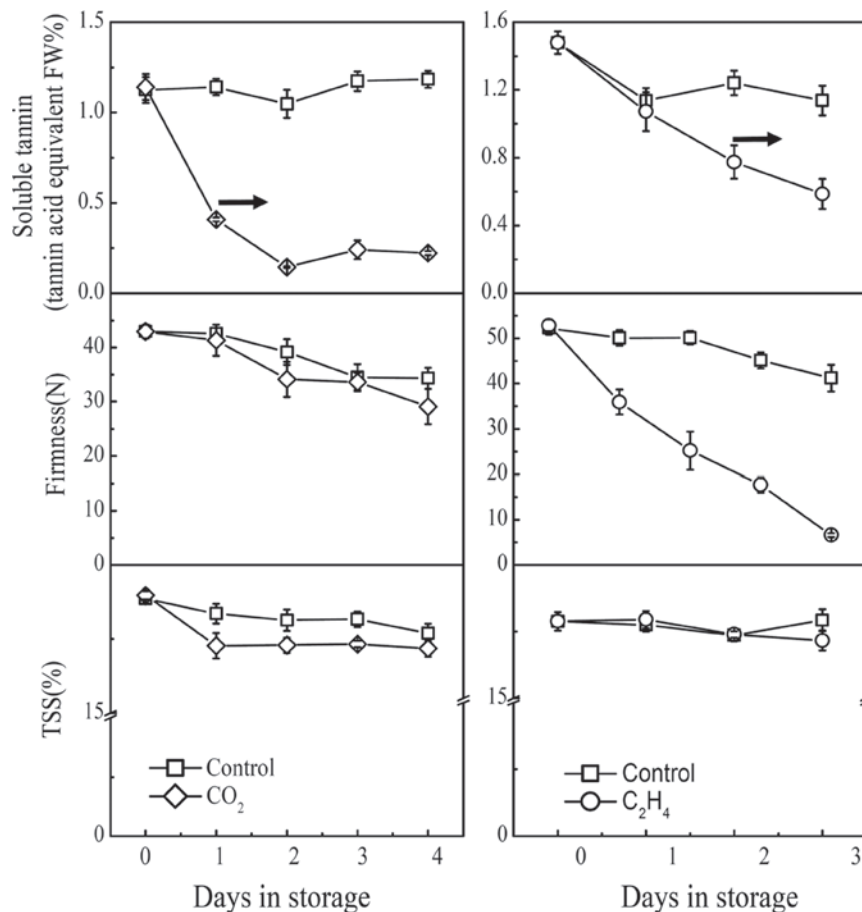 Soluble tannin
(tannin acid equivalent FW%)
1.5
1.0
0.5
0.0
1.6
1.2
0.8
0.4
0.0
Firmness(N)
40
30
20
10
0
50
40
30
20
10
0
TSS(%)
15
0
15
Control
CO₂
Control
C₂H₄
0 1 2 3 4
0 1 2 3
Days in storage
Days in storage